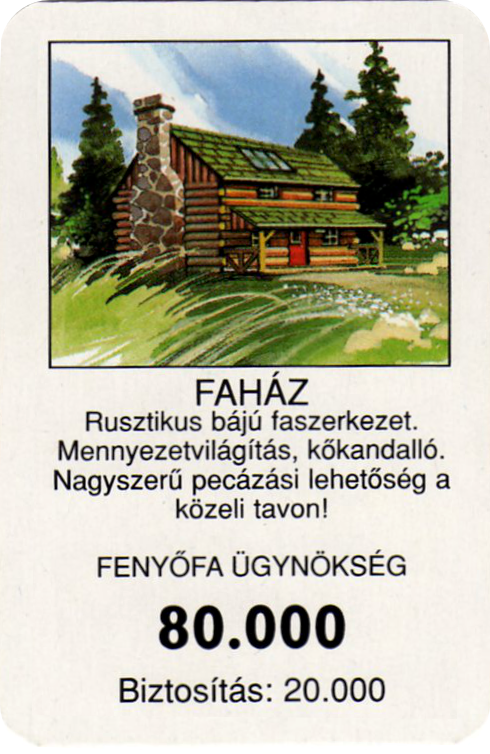 FAHÁZ
Rusztikus bájú faszerkezet.
Mennyezetvilágítás, kőkandalló.
Nagyszerű pecázási lehetőség a
közeli tavon!
FENYŐFA ÜGYNÖKSÉG
80.000
Biztosítás: 20.000